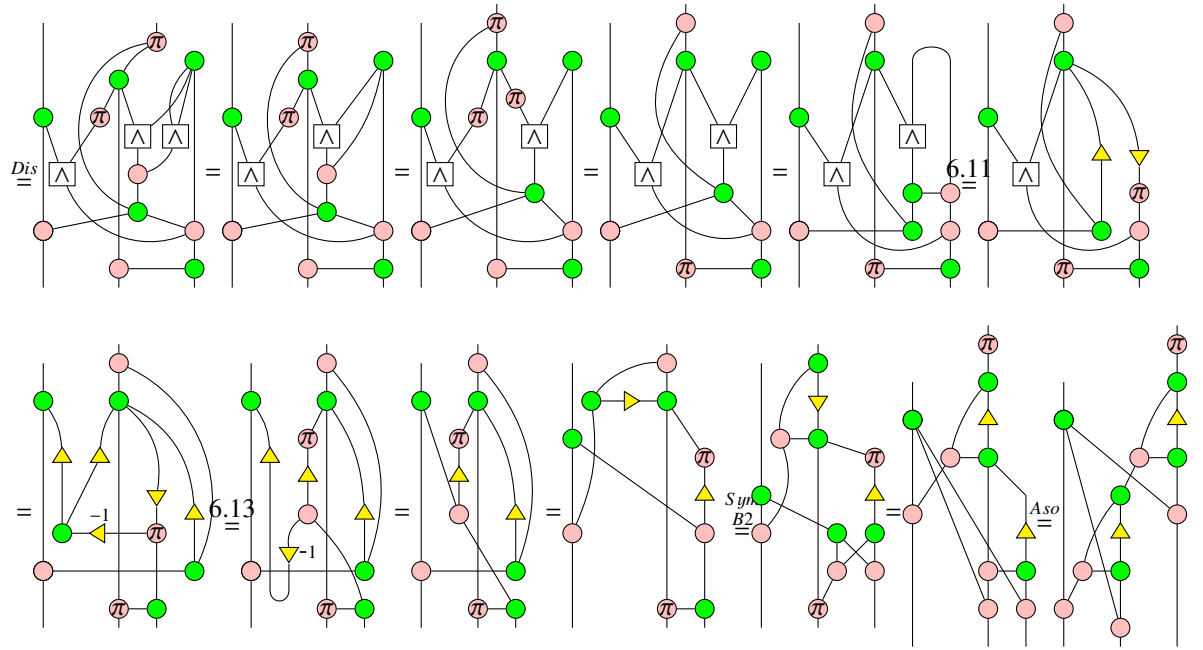 π π π
π π π π
∧ ∧ ∧ ∧ ∧ ∧ ∧ ∧ ∧ ∧ ∧
Dis
= = = = = 6.11
=
π
π π π
π π π
−1
= 6.13
= −1 = = Sym
B2
= = Aso
=
π π π π π